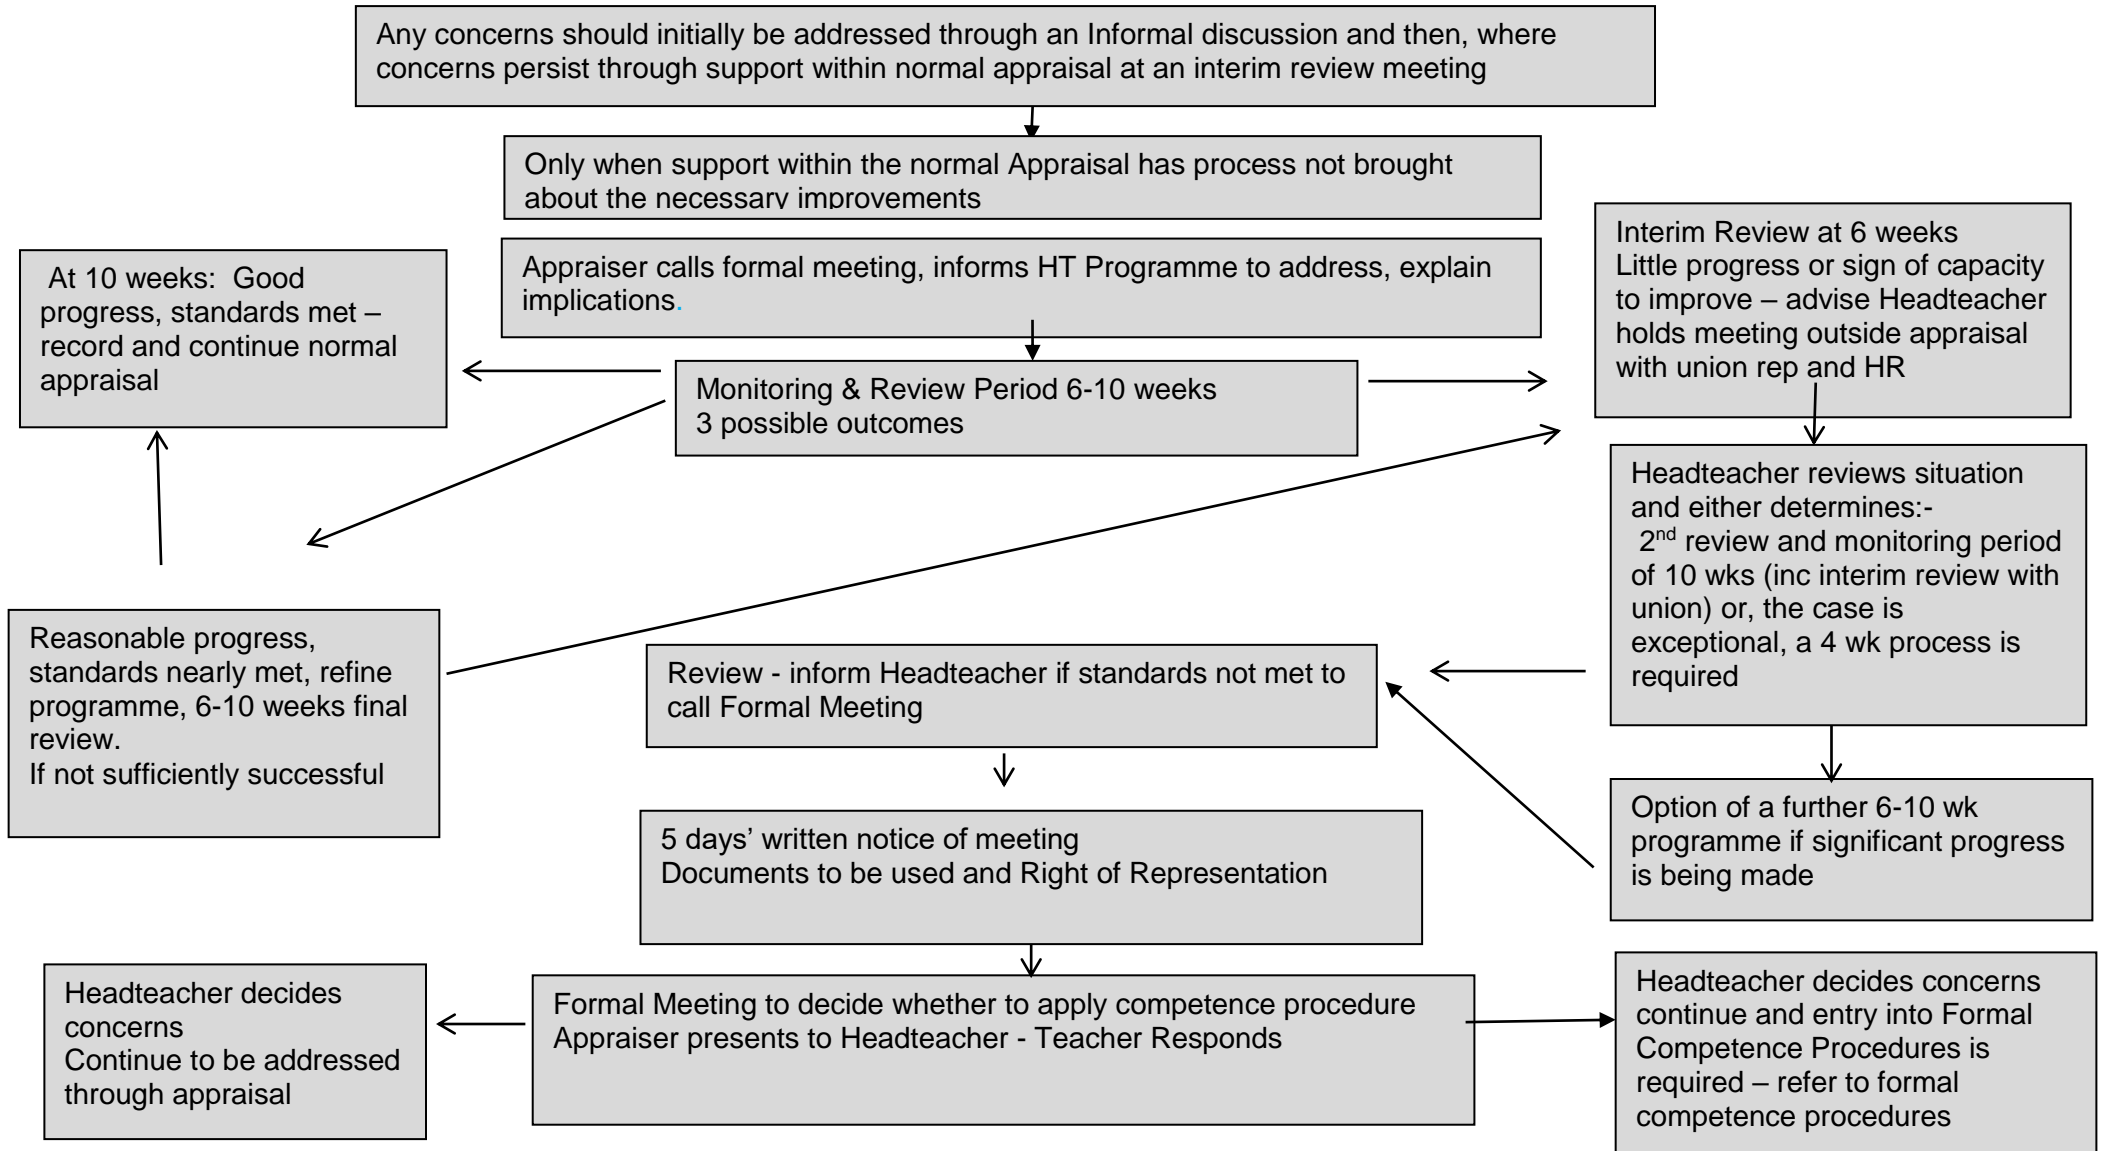 Any concerns should initially be addressed through an Informal discussion and then, where
concerns persist through support within normal appraisal at an interim review meeting
Only when support within the normal Appraisal has process not brought
about the necessary improvements
Appraiser calls formal meeting, informs HT Programme to address, explain
implications.
At 10 weeks:  Good
progress, standards met –
record and continue normal
appraisal
Monitoring & Review Period 6-10 weeks
3 possible outcomes
Interim Review at 6 weeks
Little progress or sign of capacity
to improve – advise Headteacher
holds meeting outside appraisal
with union rep and HR
Headteacher reviews situation
and either determines:-
2nd review and monitoring period
of 10 wks (inc interim review with
union) or, the case is
exceptional, a 4 wk process is
required
Reasonable progress,
standards nearly met, refine
programme, 6-10 weeks final
review.
If not sufficiently successful
Review - inform Headteacher if standards not met to
call Formal Meeting
Option of a further 6-10 wk
programme if significant progress
is being made
5 days’ written notice of meeting
Documents to be used and Right of Representation
Headteacher decides
concerns
Continue to be addressed
through appraisal
Formal Meeting to decide whether to apply competence procedure
Appraiser presents to Headteacher - Teacher Responds
Headteacher decides concerns
continue and entry into Formal
Competence Procedures is
required – refer to formal
competence procedures